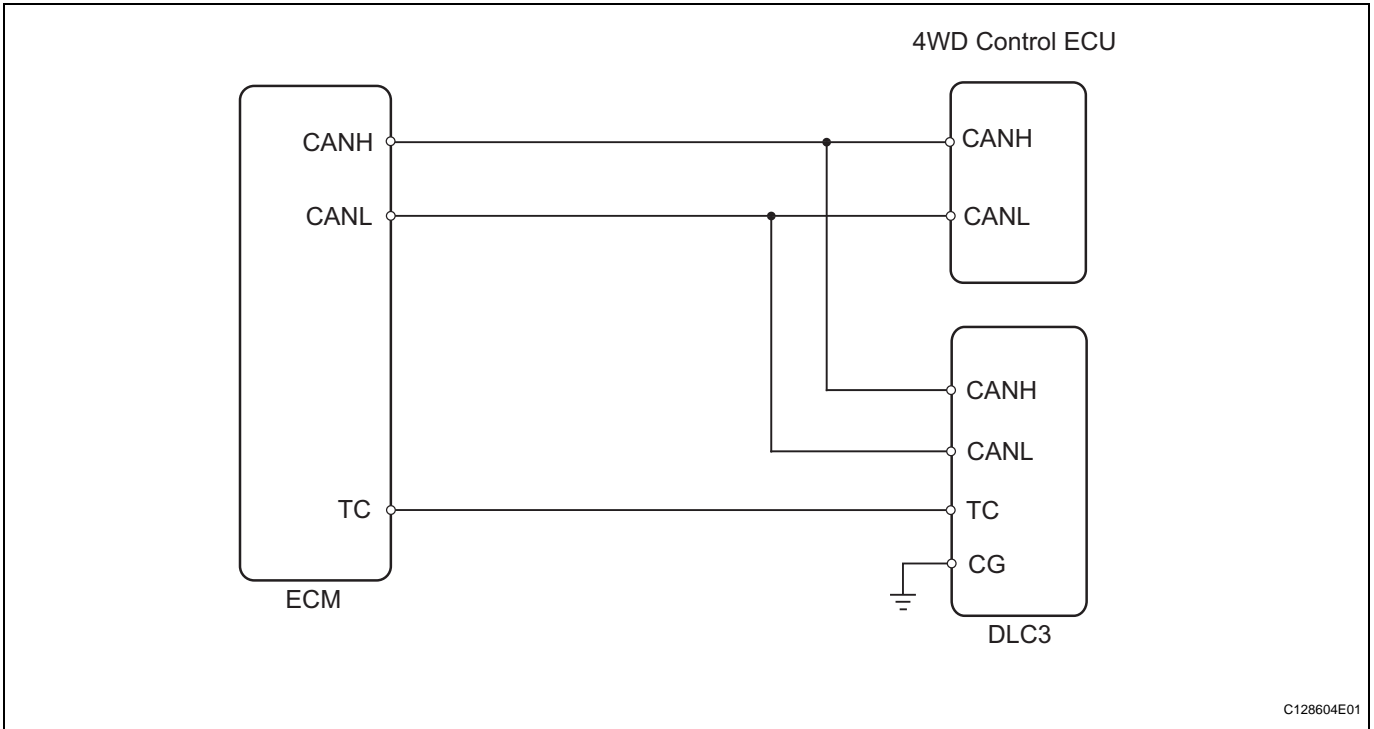 4WD Control ECU
CANH
CANH
CANL
CANL
CANH
CANL
TC
TC
CG
ECM
DLC3
C128604E01